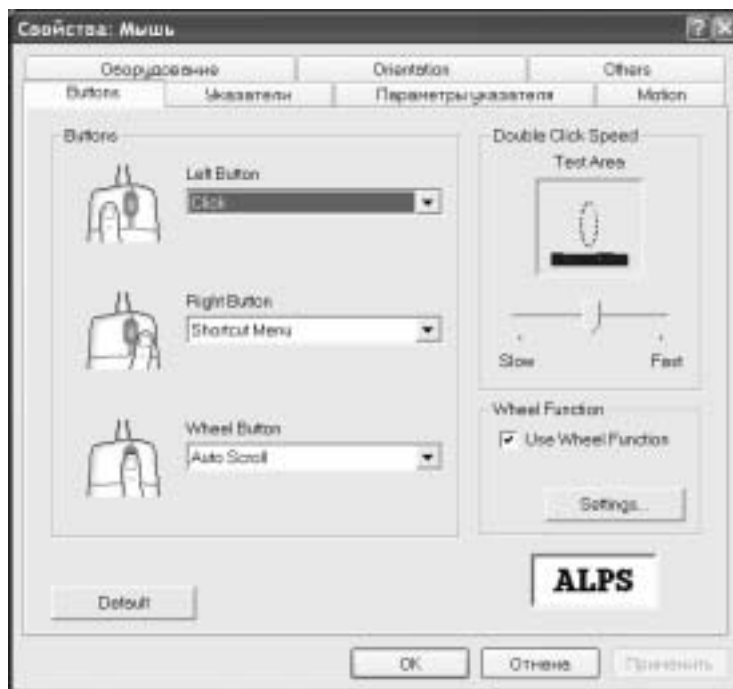 Свойства: Мышь
Оборудование Orientation Others
Buttons Указатели Параметры указателя Motion
Buttons
Left Button
Click
Right Button
Shortcut Menu
Wheel Button
Auto Scroll
Double Click Speed
Test Area
Slow Fast
Wheel Function
Use Wheel Function
Settings...
ALPS
Default
OK Отмена Применить